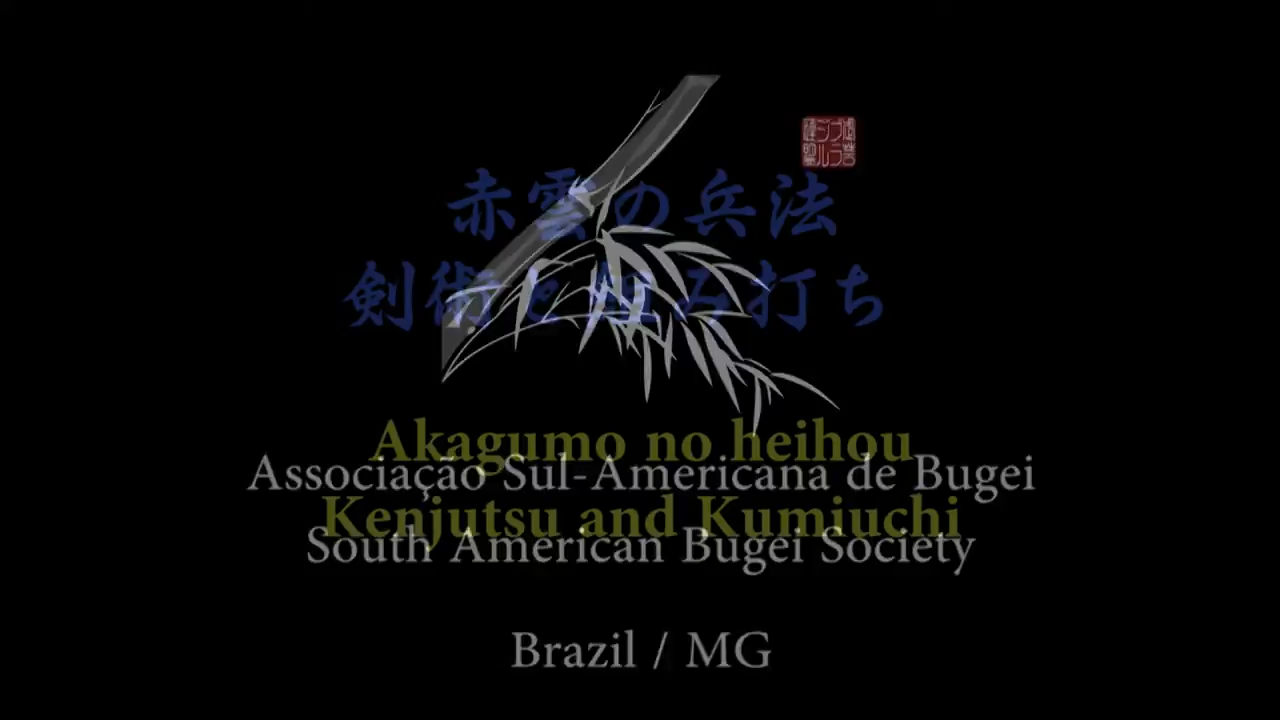 赤雲の兵法
剣術と組み打ち
Akagumo no heihou
Associação Sul-Americana de Bugei
Kenjutsu and Kumiuchi
South American Bugei Society
Brazil / MG